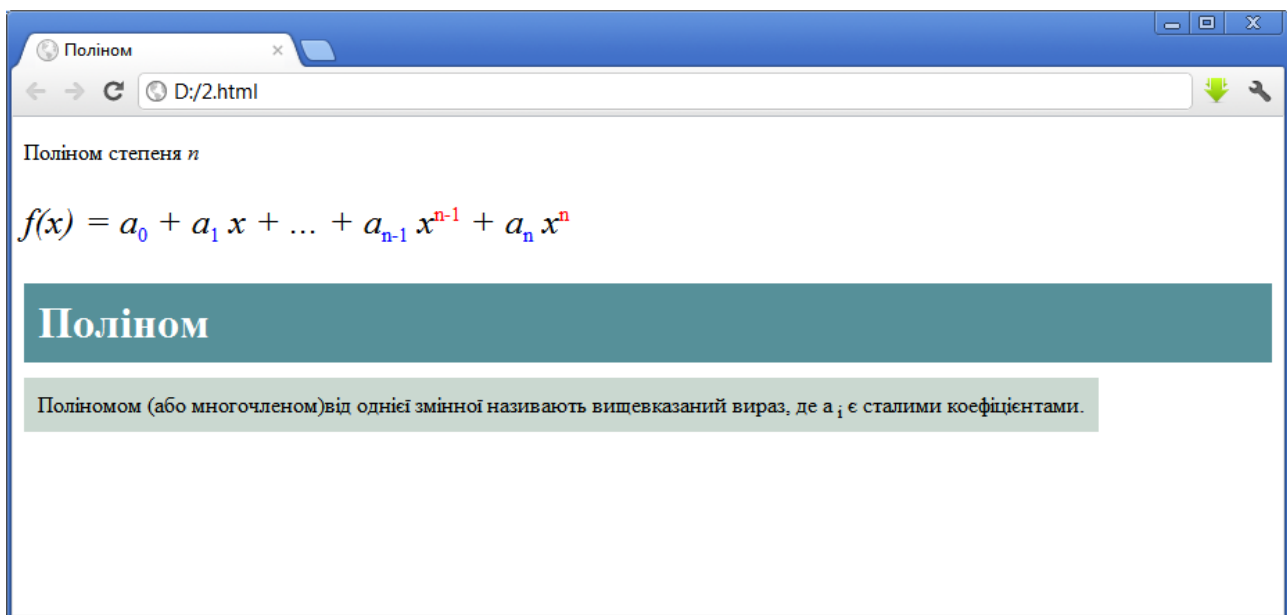 Поліном
D:/2.html
Поліном степеня n
f(x) = a₀ + a₁ x + ... + aₙ₋₁ xⁿ⁻¹ + aₙ xⁿ
Поліном
Поліномом (або многочленом)від однієї змінної називають вищевказаний вираз, де a ᵢ є сталими коефіцієнтами.